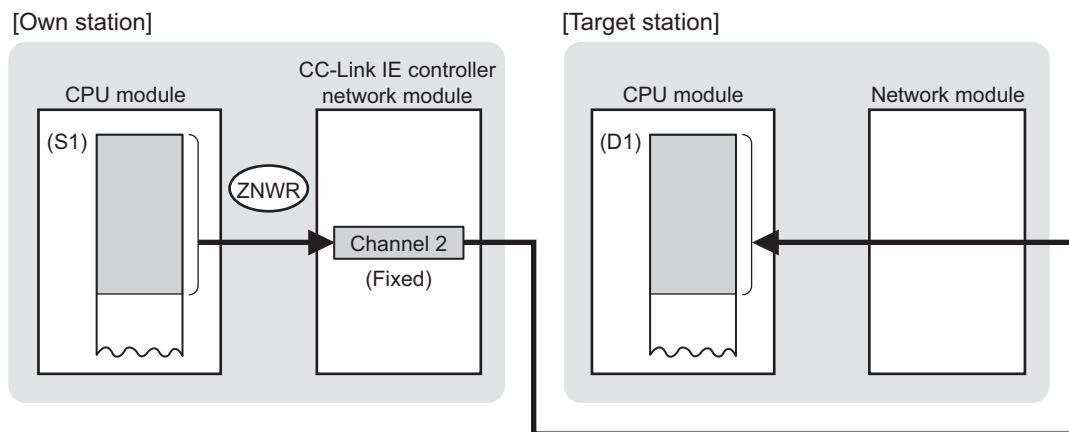 [Own station]
CPU module
CC-Link IE controller
network module
(S1)
ZNWR
Channel 2
(Fixed)
[Target station]
CPU module
Network module
(D1)